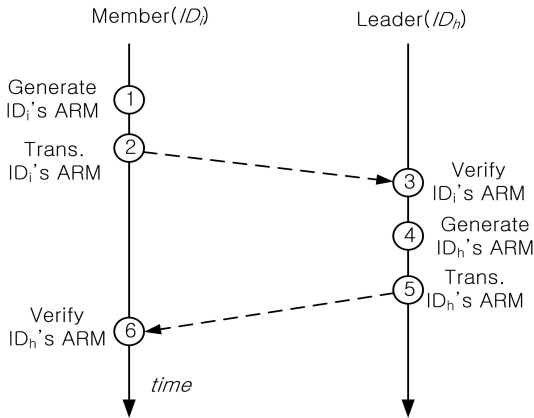 Member(IDi)
Leader(IDh)
Generate
IDi's ARM
1
Trans.
IDi's ARM
2
3
Verify
IDi's ARM
4
Generate
IDh's ARM
5
Trans.
IDh's ARM
Verify
IDh's ARM
6
time